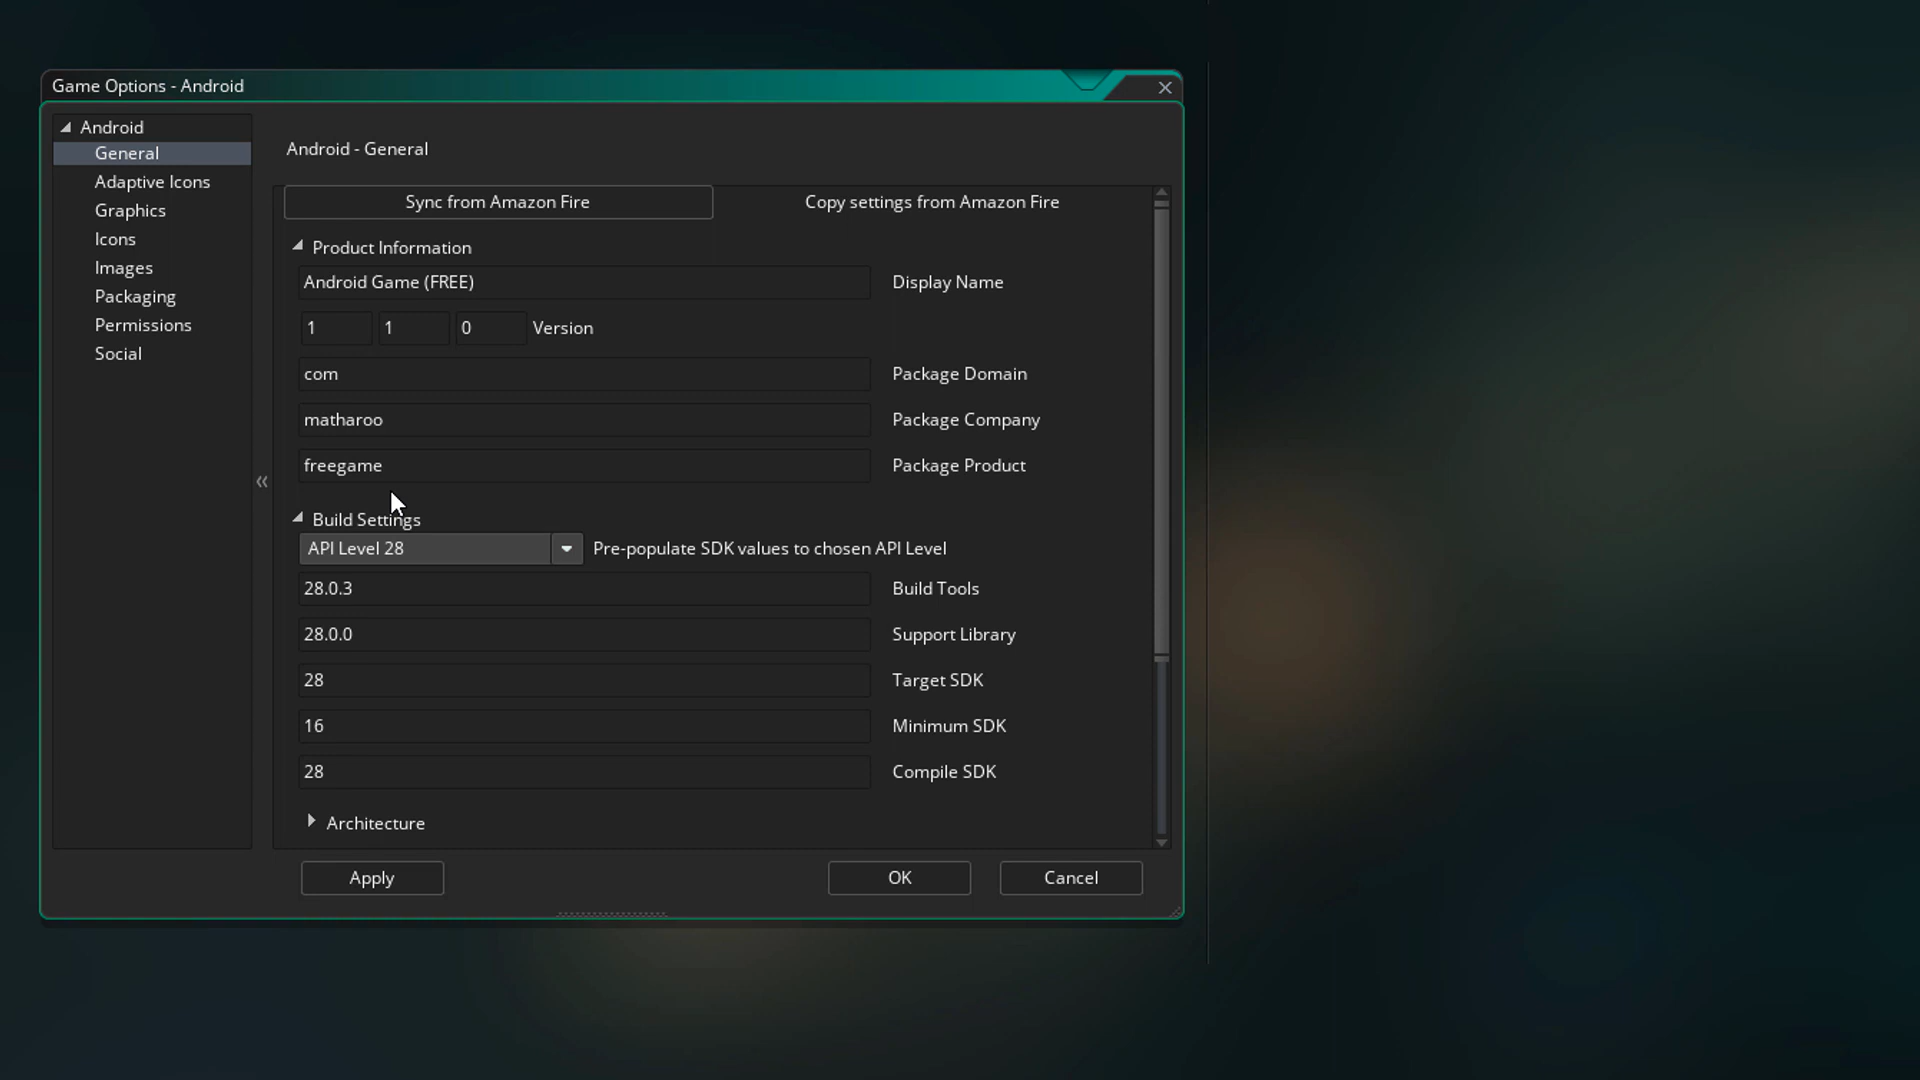 Game Options - Android
Android
General
Adaptive Icons
Graphics
Icons
Images
Packaging
Permissions
Social
Android - General
Sync from Amazon Fire
Copy settings from Amazon Fire
Product Information
Android Game (FREE) Display Name
1 1 0 Version
com Package Domain
matharoo Package Company
freegame Package Product
Build Settings
API Level 28 Pre-populate SDK values to chosen API Level
28.0.3 Build Tools
28.0.0 Support Library
28 Target SDK
16 Minimum SDK
28 Compile SDK
Architecture
Apply OK Cancel